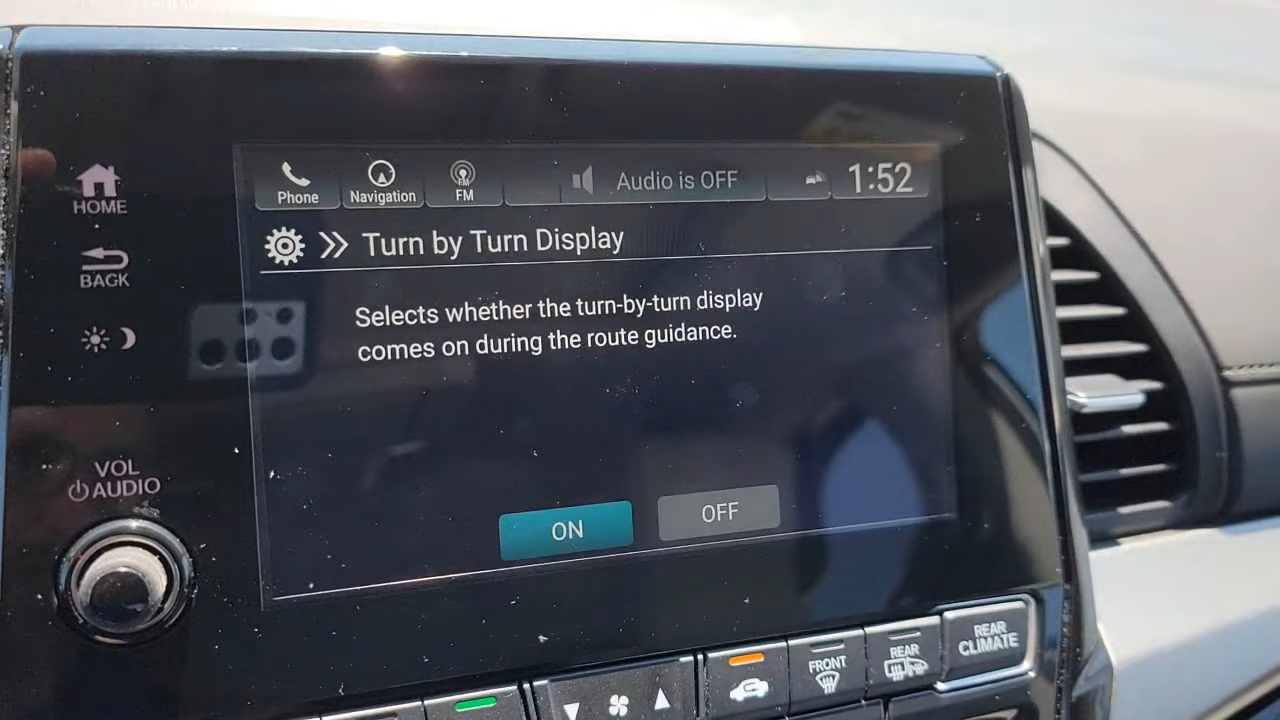 HOME
BACK
VOL
AUDIO
Phone
Navigation
FM
Audio is OFF
1:52
Turn by Turn Display
Selects whether the turn-by-turn display
comes on during the route guidance.
ON
OFF
FRONT
REAR
REAR
CLIMATE